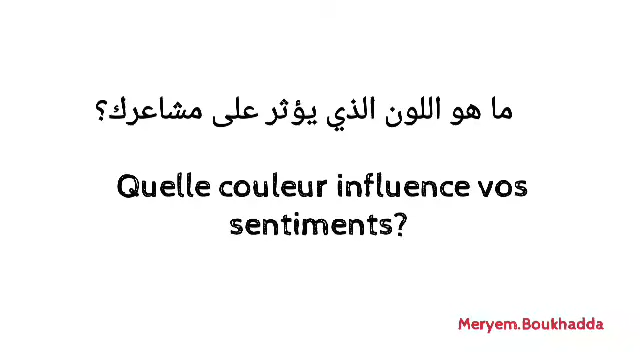 ما هو اللون الذي يؤثر على مشاعرك؟
Quelle couleur influence vos
sentiments?
Meryem.Boukhadda